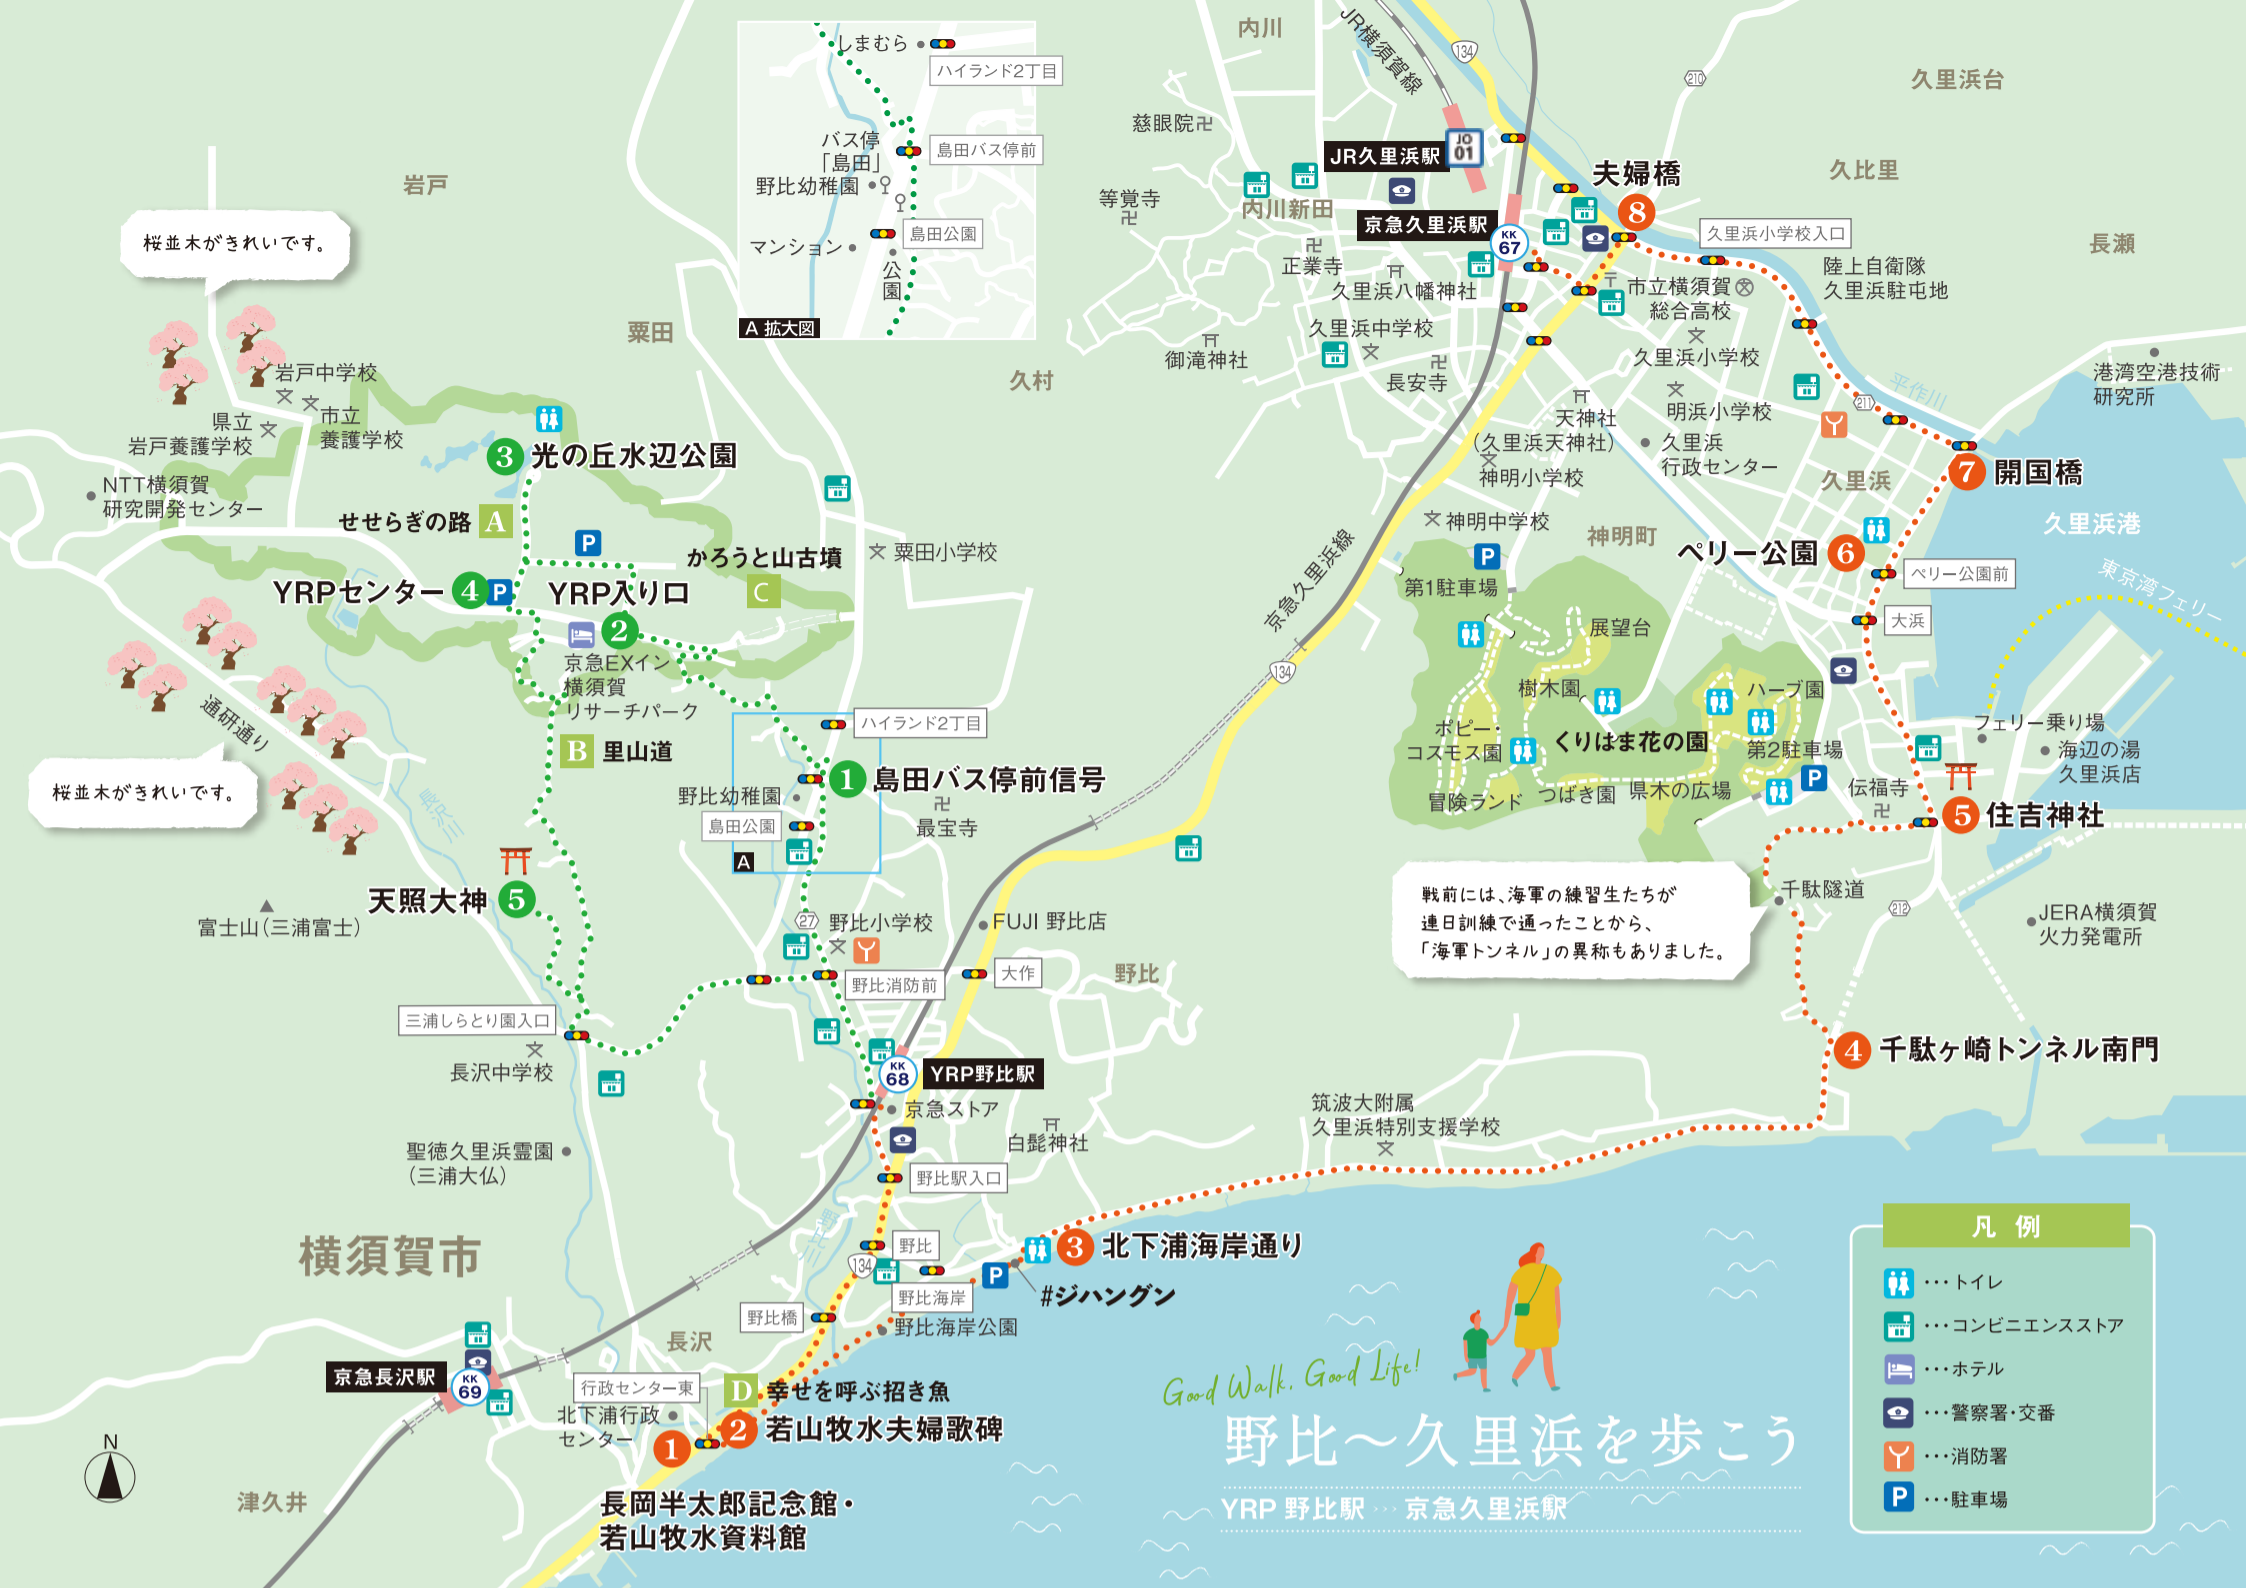 しまむら
ハイランド2丁目
バス停
「島田」
島田バス停前
野比幼稚園
島田公園
マンション
公園
A 拡大図
内川
JR横須賀線
134
210
久里浜台
慈眼院
JR久里浜駅
JO
01
夫婦橋
8
久比里
岩戸
等覚寺
内川新田
京急久里浜駅
KK
67
久里浜小学校入口
長瀬
桜並木がきれいです。
正業寺
久里浜八幡神社
市立横須賀
総合高校
陸上自衛隊
久里浜駐屯地
粟田
久村
御滝神社
久里浜中学校
長安寺
久里浜小学校
港湾空港技術
研究所
平作川
211
岩戸中学校
市立
養護学校
県立
岩戸養護学校
天神社
(久里浜天神社)
明浜小学校
久里浜
行政センター
3 光の丘水辺公園
神明小学校
久里浜
7 開国橋
NTT横須賀
研究開発センター
せせらぎの路 A
P
神明中学校
神明町
久里浜港
かろうと山古墳
C
粟田小学校
京急久里浜線
P
第1駐車場
ペリー公園 6
ペリー公園前
東京湾フェリー
YRPセンター 4 P
YRP入り口
2
大浜
展望台
京急EXイン
横須賀
リサーチパーク
134
樹木園
ハーブ園
通研通り
ハイランド2丁目
ポピー・
コスモス園
くりはま花の園
第2駐車場
P
フェリー乗り場
海辺の湯
久里浜店
B 里山道
桜並木がきれいです。
長沢川
野比幼稚園
1 島田バス停前信号
島田公園
最宝寺
A
冒険ランド
つばき園
県木の広場
伝福寺
5 住吉神社
天照大神 5
富士山(三浦富士)
27
野比小学校
FUJI 野比店
戦前には、海軍の練習生たちが
連日訓練で通ったことから、
「海軍トンネル」の異称もありました。
千駄隧道
212
JERA横須賀
火力発電所
野比消防前
大作
野比
三浦しらとり園入口
長沢中学校
KK
68
YRP野比駅
京急ストア
4 千駄ヶ崎トンネル南門
筑波大附属
久里浜特別支援学校
白髭神社
聖徳久里浜霊園
(三浦大仏)
野比駅入口
横須賀市
野比
134
3 北下浦海岸通り
P
#ジハングン
野比海岸
野比橋
野比海岸公園
長沢
京急長沢駅
KK
69
行政センター東
D 幸せを呼ぶ招き魚
北下浦行政
センター
1
2 若山牧水夫婦歌碑
長岡半太郎記念館・
若山牧水資料館
N
津久井
Good Walk, Good Life!
野比〜久里浜を歩こう
YRP 野比駅 … 京急久里浜駅
凡 例
…トイレ
…コンビニエンスストア
…ホテル
…警察署・交番
…消防署
P …駐車場